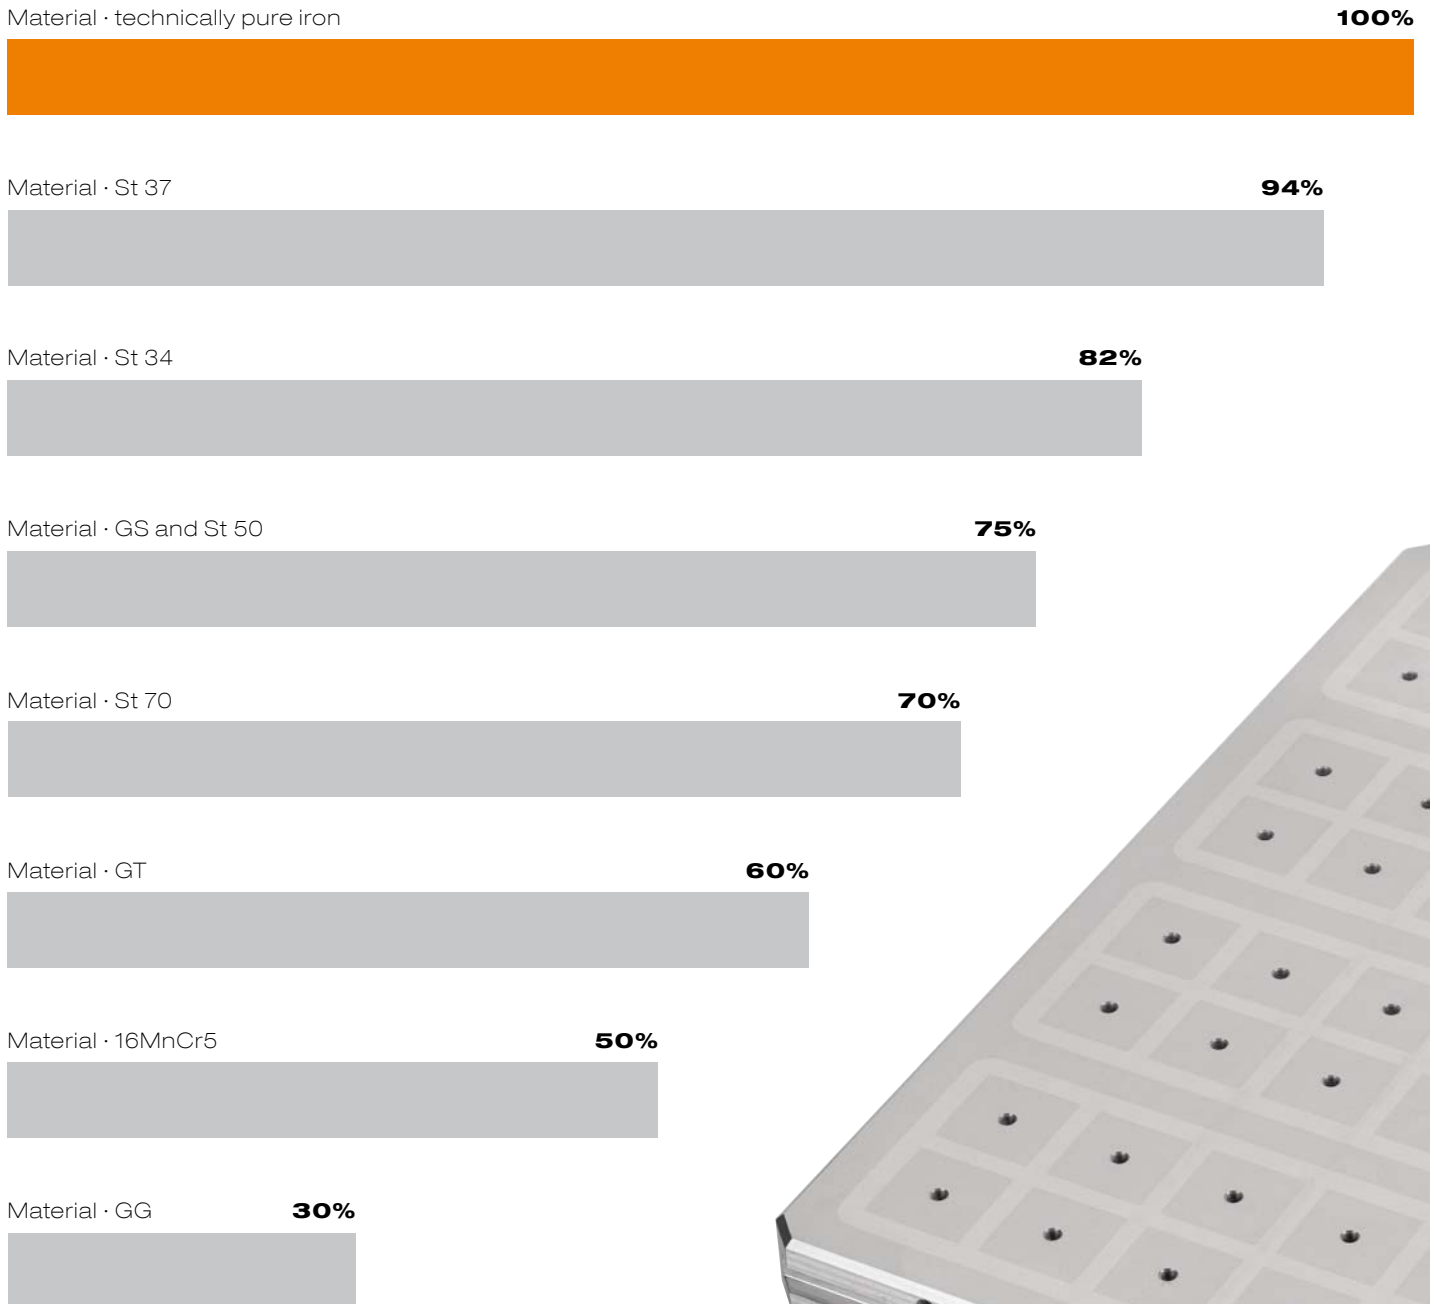 Material · technically pure iron 100%
Material · St 37 94%
Material · St 34 82%
Material · GS and St 50 75%
Material · St 70 70%
Material · GT 60%
Material · 16MnCr5 50%
Material · GG 30%